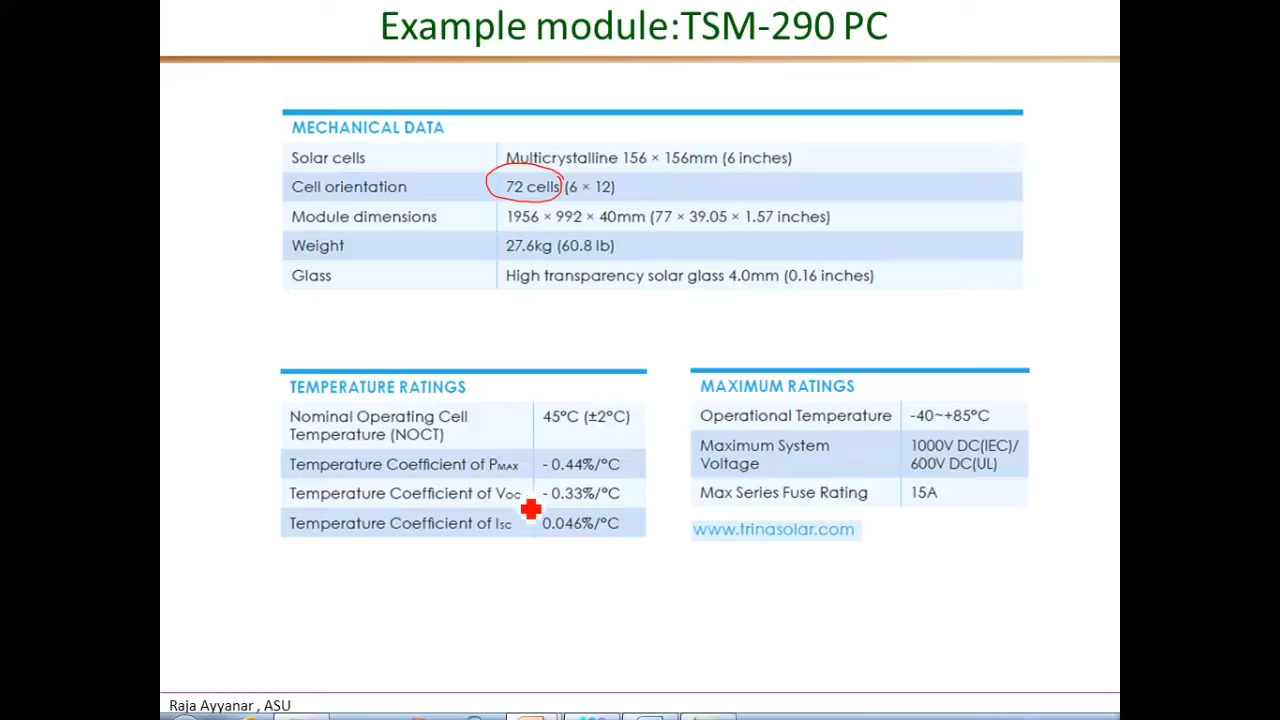 Example module:TSM-290 PC
MECHANICAL DATA
Solar cells Multicrystalline 156 × 156mm (6 inches)
Cell orientation 72 cells (6 × 12)
Module dimensions 1956 × 992 × 40mm (77 × 39.05 × 1.57 inches)
Weight 27.6kg (60.8 lb)
Glass High transparency solar glass 4.0mm (0.16 inches)
TEMPERATURE RATINGS
Nominal Operating Cell Temperature (NOCT) 45°C (±2°C)
Temperature Coefficient of PMAX - 0.44%/°C
Temperature Coefficient of VOC - 0.33%/°C
Temperature Coefficient of ISC 0.046%/°C
MAXIMUM RATINGS
Operational Temperature -40~+85°C
Maximum System Voltage 1000V DC(IEC)/ 600V DC(UL)
Max Series Fuse Rating 15A
www.trinasolar.com
Raja Ayyanar , ASU